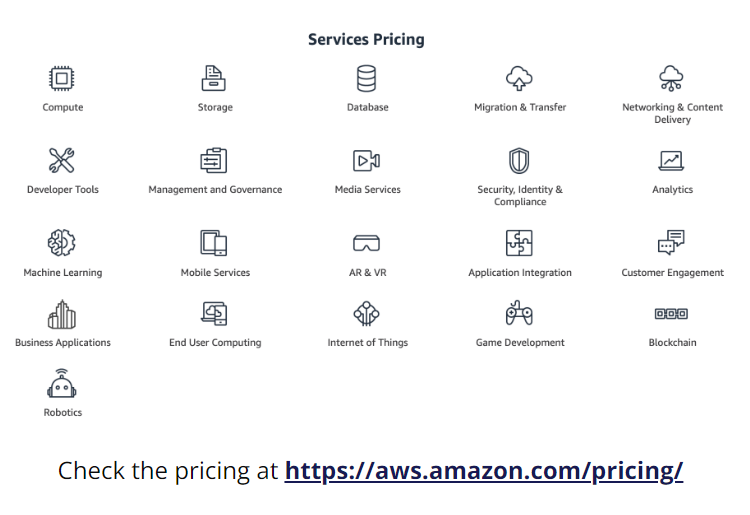 Services Pricing
Compute
Storage
Database
Migration & Transfer
Networking & Content
Delivery
Developer Tools
Management and Governance
Media Services
Security, Identity &
Compliance
Analytics
Machine Learning
Mobile Services
AR & VR
Application Integration
Customer Engagement
Business Applications
End User Computing
Internet of Things
Game Development
Blockchain
Robotics
Check the pricing at https://aws.amazon.com/pricing/